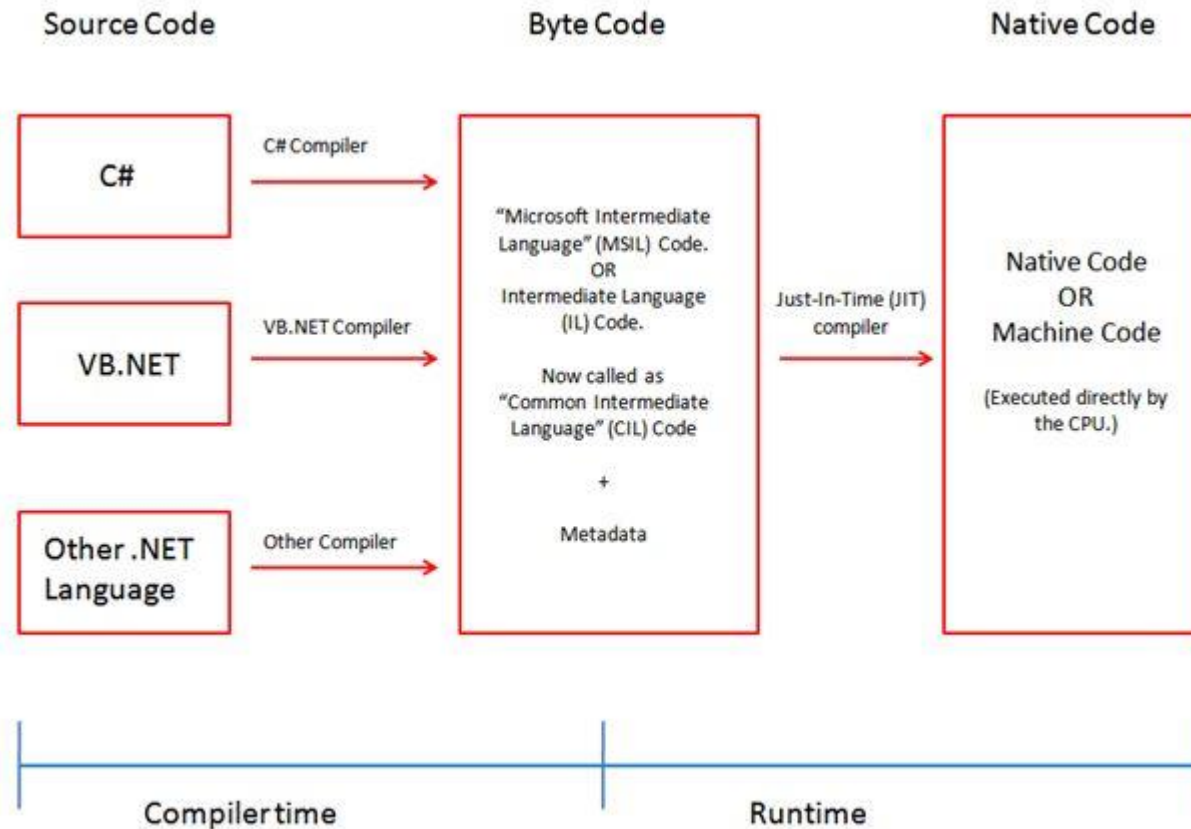 Source Code
Byte Code
Native Code
C#
C# Compiler
VB.NET
VB.NET Compiler
Other .NET
Language
Other Compiler
“Microsoft Intermediate
Language” (MSIL) Code.
OR
Intermediate Language
(IL) Code.
Now called as
“Common Intermediate
Language” (CIL) Code
+
Metadata
Just-In-Time (JIT)
compiler
Native Code
OR
Machine Code
(Executed directly by
the CPU.)
Compiler time
Runtime